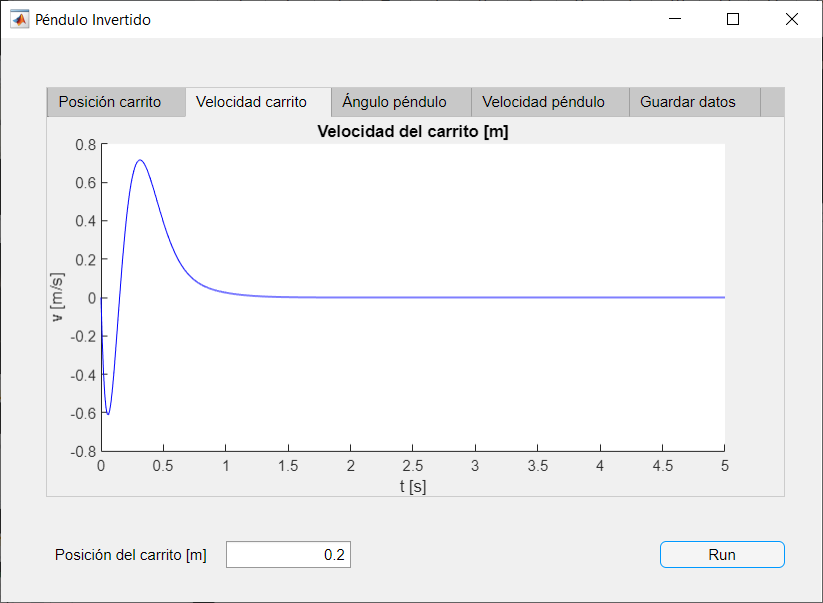 Péndulo Invertido
Posición carrito Velocidad carrito Ángulo péndulo Velocidad péndulo Guardar datos
Velocidad del carrito [m]
0.8
0.6
0.4
0.2
0
-0.2
-0.4
-0.6
-0.8
v [m/s]
0 0.5 1 1.5 2 2.5 3 3.5 4 4.5 5
t [s]
Posición del carrito [m] 0.2 Run